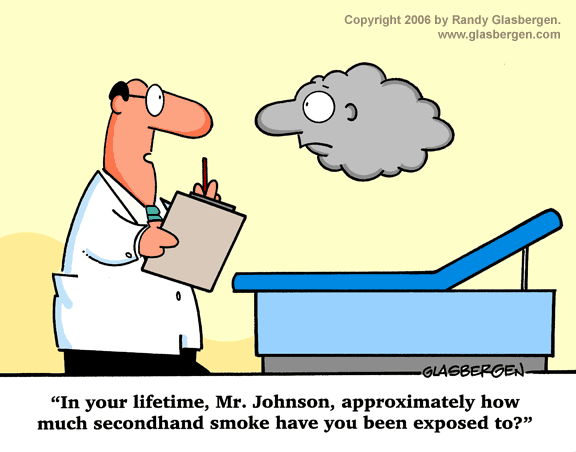 Copyright 2006 by Randy Glasbergen.
www.glasbergen.com
GLASBERGEN
“In your lifetime, Mr. Johnson, approximately how
much secondhand smoke have you been exposed to?”